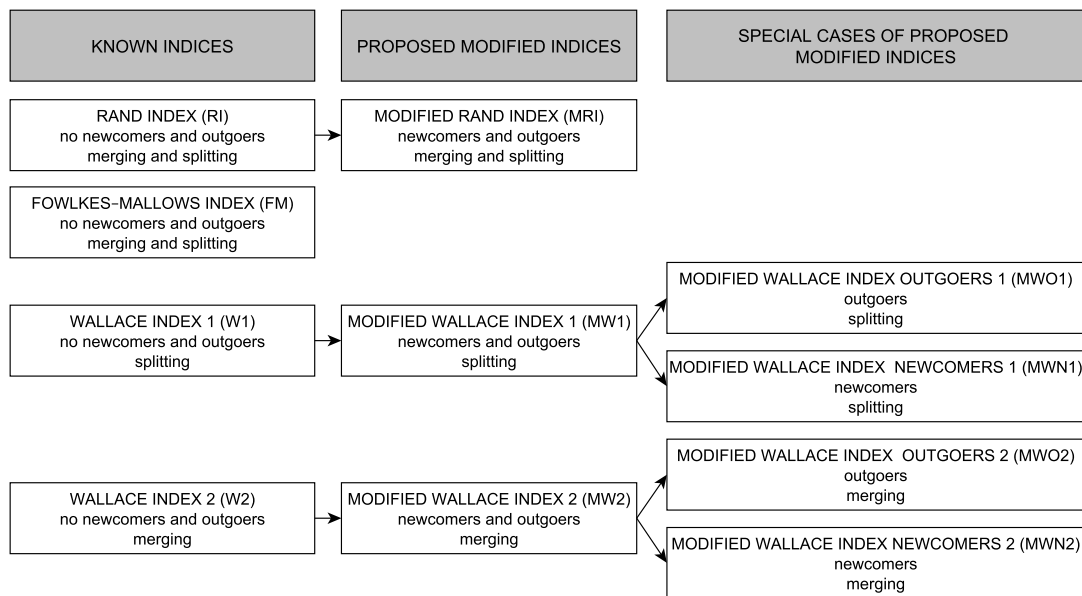 KNOWN INDICES
PROPOSED MODIFIED INDICES
SPECIAL CASES OF PROPOSED
MODIFIED INDICES
RAND INDEX (RI)
no newcomers and outgoers
merging and splitting
MODIFIED RAND INDEX (MRI)
newcomers and outgoers
merging and splitting
FOWLKES–MALLOWS INDEX (FM)
no newcomers and outgoers
merging and splitting
WALLACE INDEX 1 (W1)
no newcomers and outgoers
splitting
MODIFIED WALLACE INDEX 1 (MW1)
newcomers and outgoers
splitting
MODIFIED WALLACE INDEX OUTGOERS 1 (MWO1)
outgoers
splitting
MODIFIED WALLACE INDEX  NEWCOMERS 1 (MWN1)
newcomers
splitting
WALLACE INDEX 2 (W2)
no newcomers and outgoers
merging
MODIFIED WALLACE INDEX 2 (MW2)
newcomers and outgoers
merging
MODIFIED WALLACE INDEX  OUTGOERS 2 (MWO2)
outgoers
merging
MODIFIED WALLACE INDEX NEWCOMERS 2 (MWN2)
newcomers
merging